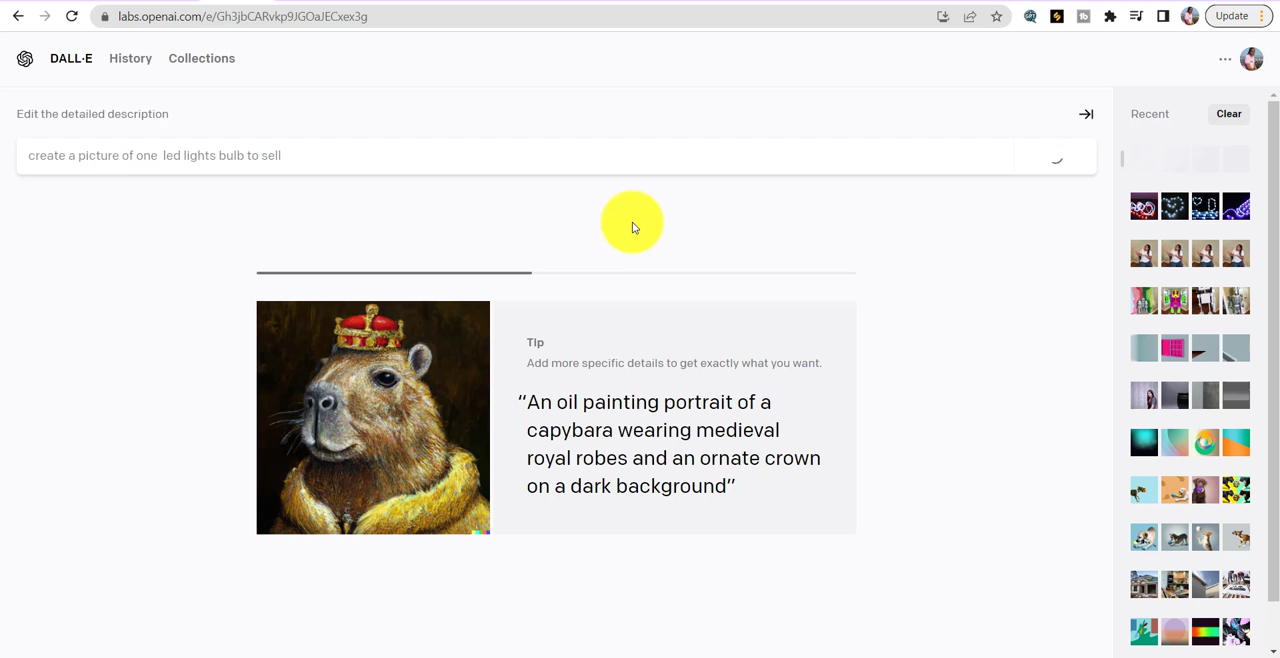 labs.openai.com/e/Gh3jbCARvkp9JGOaJECxex3g
Update
DALL·E History Collections
Edit the detailed description
Recent
Clear
create a picture of one  led lights bulb to sell
Tip
Add more specific details to get exactly what you want.
“An oil painting portrait of a
capybara wearing medieval
royal robes and an ornate crown
on a dark background”